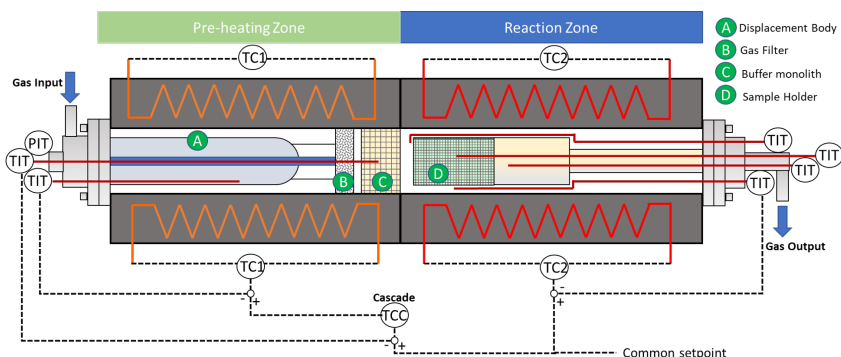 Pre-heating Zone
Reaction Zone
A Displacement Body
B Gas Filter
C Buffer monolith
D Sample Holder
TC1
TC2
Gas Input
PIT
TIT
TIT
A
B
C
D
TIT
TIT
TIT
TC1
TC2
Gas Output
- +
- +
Cascade
TCC
- +
Common setpoint